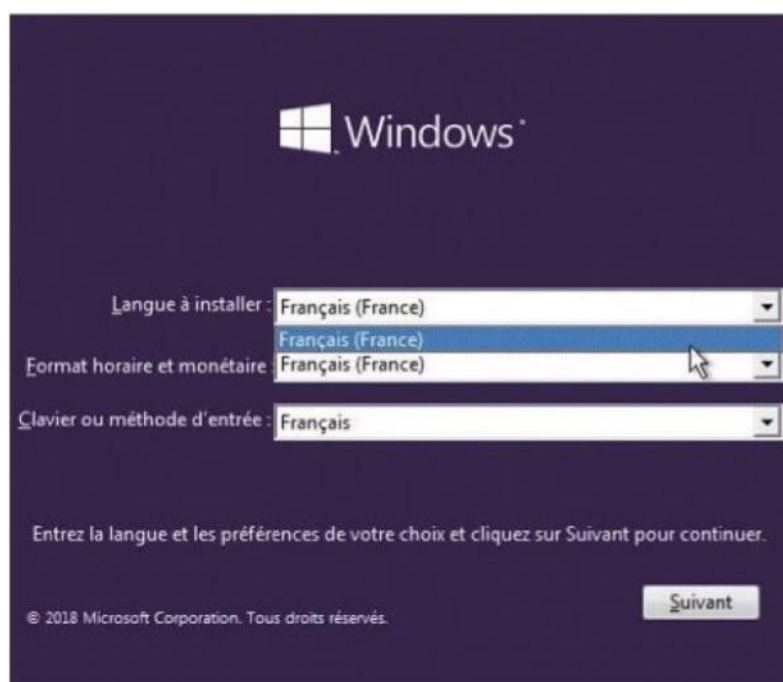 Windows
Langue à installer : Français (France)
Français (France)
Format horaire et monétaire : Français (France)
Clavier ou méthode d'entrée : Français
Entrez la langue et les préférences de votre choix et cliquez sur Suivant pour continuer.
© 2018 Microsoft Corporation. Tous droits réservés.
Suivant